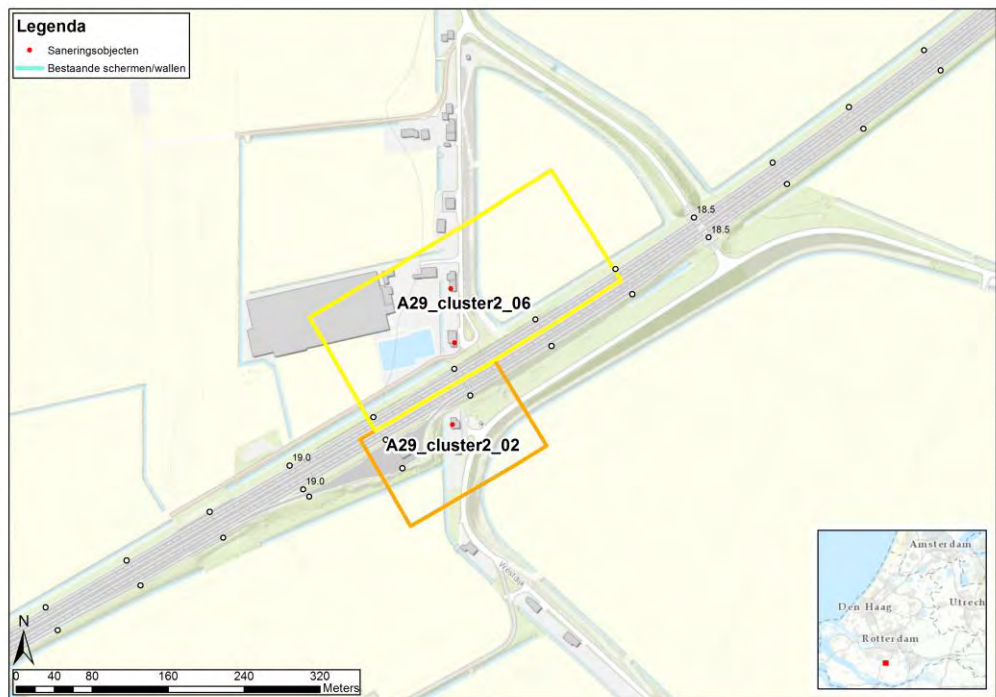 Legenda
Saneringsobjecten
Bestaande schermen/wallen
18.5
18.5
A29_cluster2_06
A29_cluster2_02
19.0
19.0
Westdijk
N
0 40 80 160 240 320
Meters
Amsterdam
Utrech
Den Haag
Rotterdam